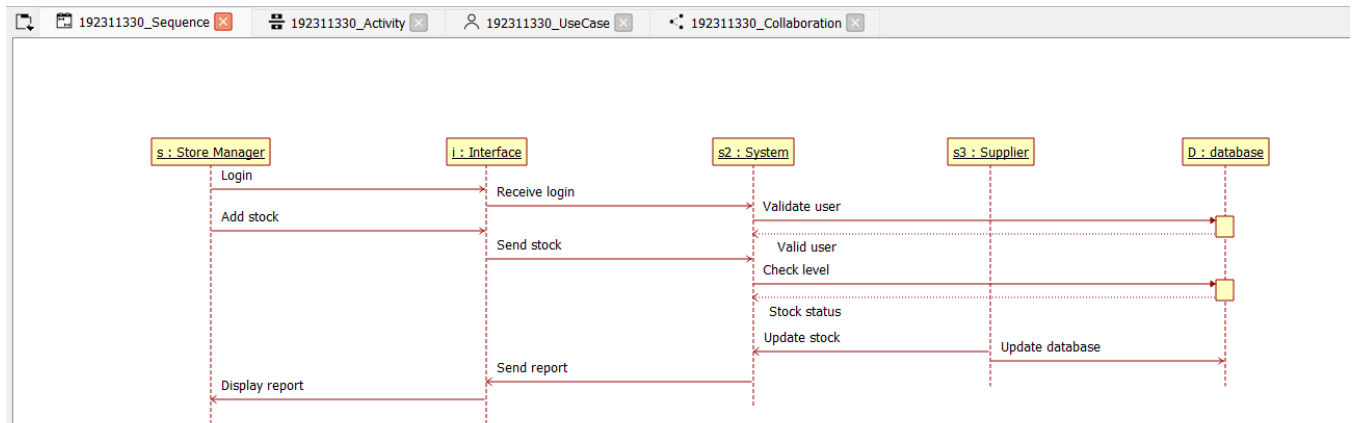 192311330_Sequence
192311330_Activity
192311330_UseCase
192311330_Collaboration
s : Store Manager
i : Interface
s2 : System
s3 : Supplier
D : database
Login
Receive login
Validate user
Add stock
Send stock
Valid user
Check level
Stock status
Update stock
Update database
Send report
Display report